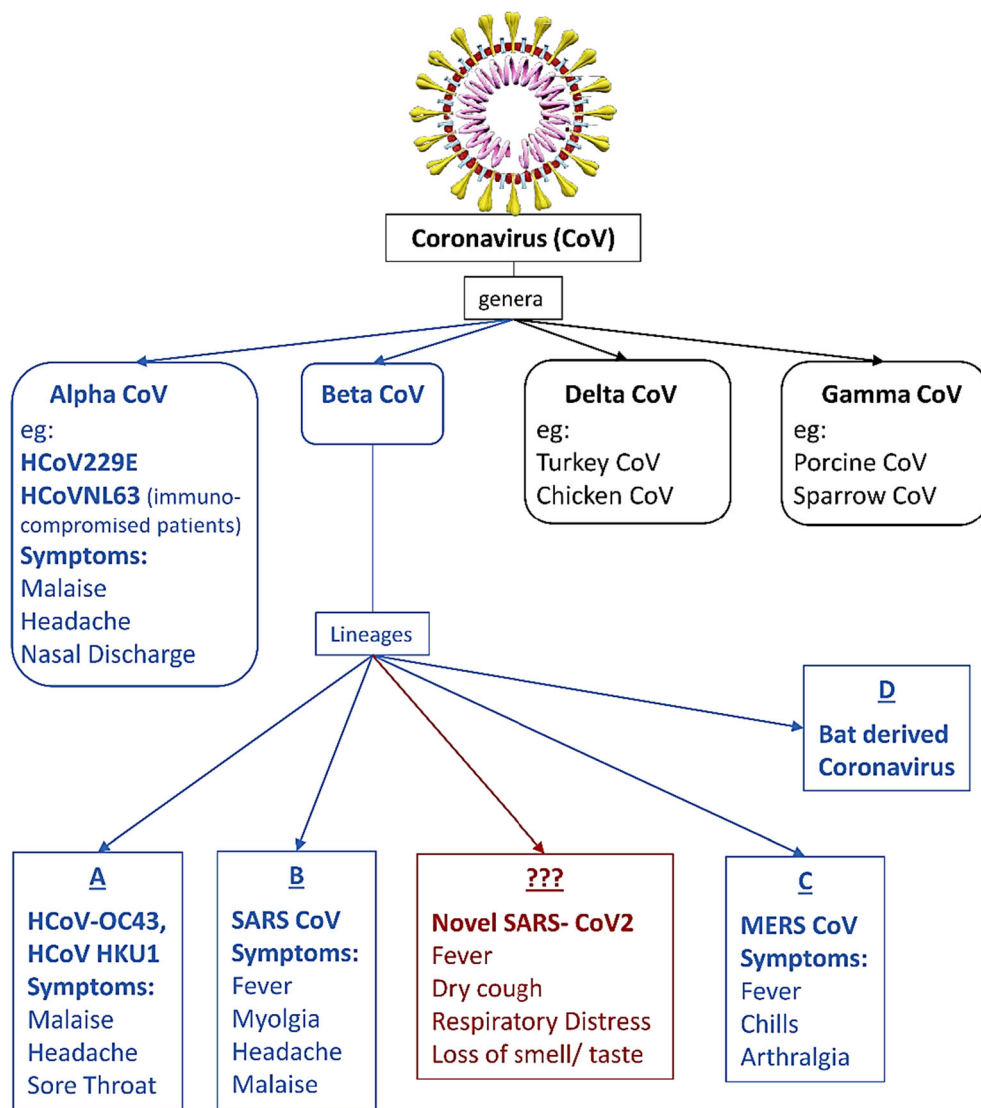 Coronavirus (CoV)
genera
Alpha CoV
eg:
HCoV229E
HCoVNL63 (immuno-
compromised patients)
Symptoms:
Malaise
Headache
Nasal Discharge
Beta CoV
Delta CoV
eg:
Turkey CoV
Chicken CoV
Gamma CoV
eg:
Porcine CoV
Sparrow CoV
Lineages
D
Bat derived
Coronavirus
A
HCoV-OC43,
HCoV HKU1
Symptoms:
Malaise
Headache
Sore Throat
B
SARS CoV
Symptoms:
Fever
Myolgia
Headache
Malaise
???
Novel SARS- CoV2
Fever
Dry cough
Respiratory Distress
Loss of smell/ taste
C
MERS CoV
Symptoms:
Fever
Chills
Arthralgia